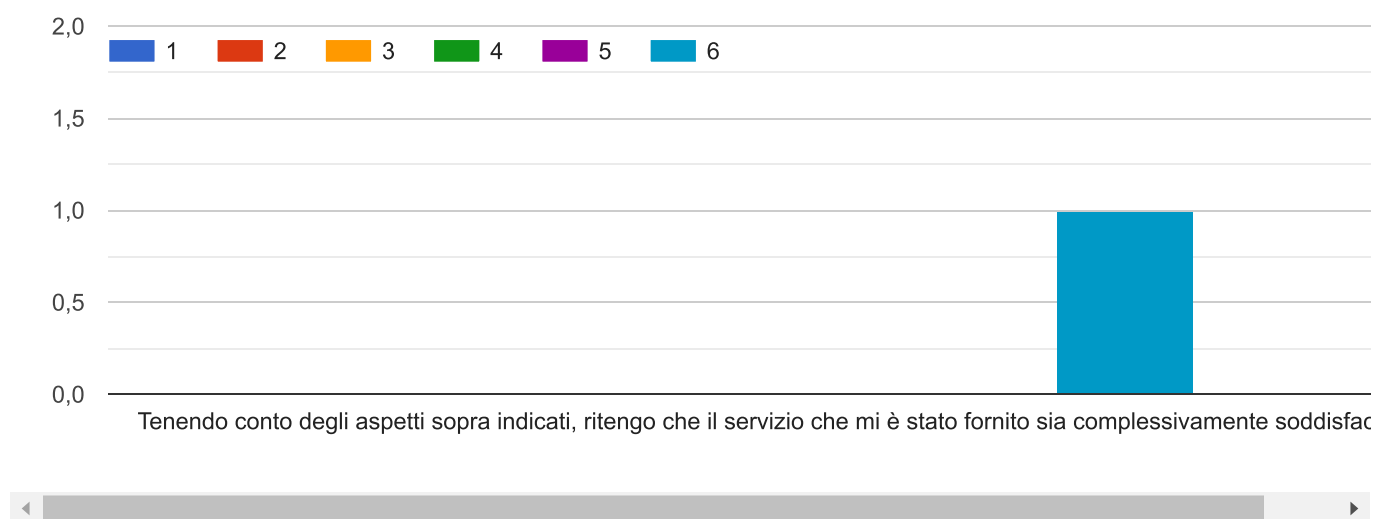 2,0
1 2 3 4 5 6
1,5
1,0
0,5
0,0
Tenendo conto degli aspetti sopra indicati, ritengo che il servizio che mi è stato fornito sia complessivamente soddisfac